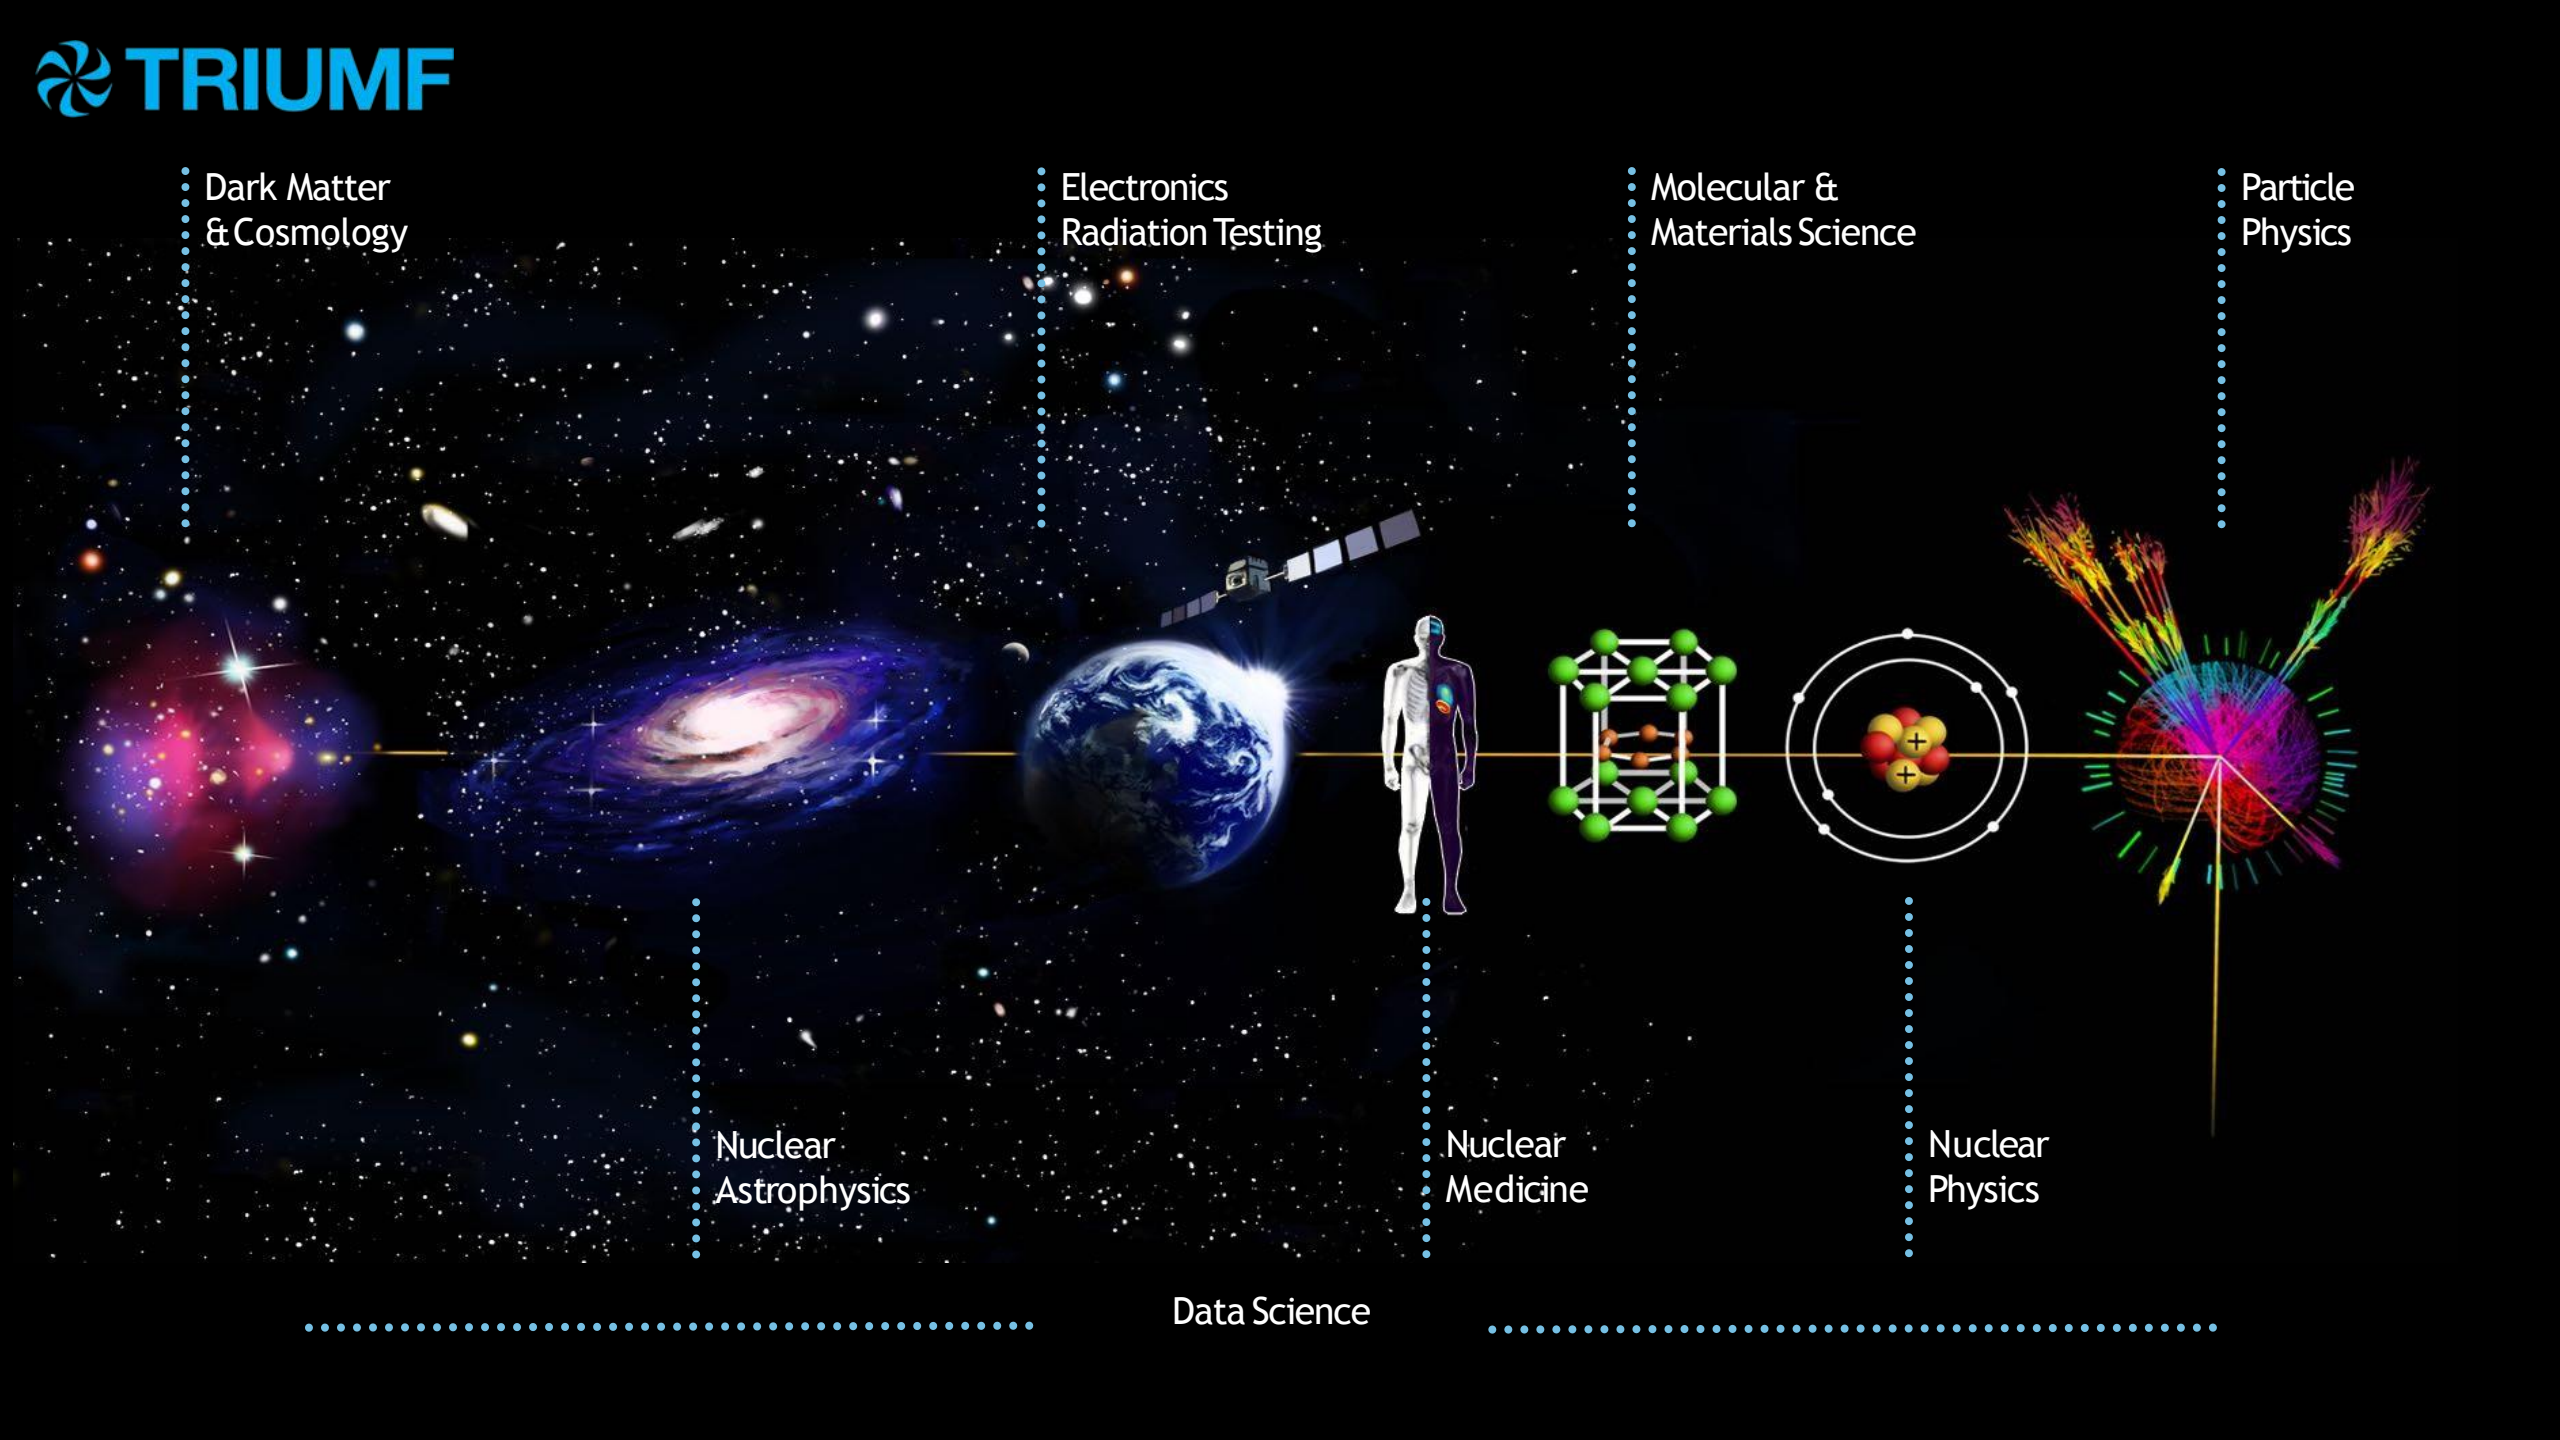 TRIUMF
Dark Matter
& Cosmology
Electronics
Radiation Testing
Molecular &
Materials Science
Particle
Physics
+
+
Nuclear
Astrophysics
Nuclear
Medicine
Nuclear
Physics
Data Science